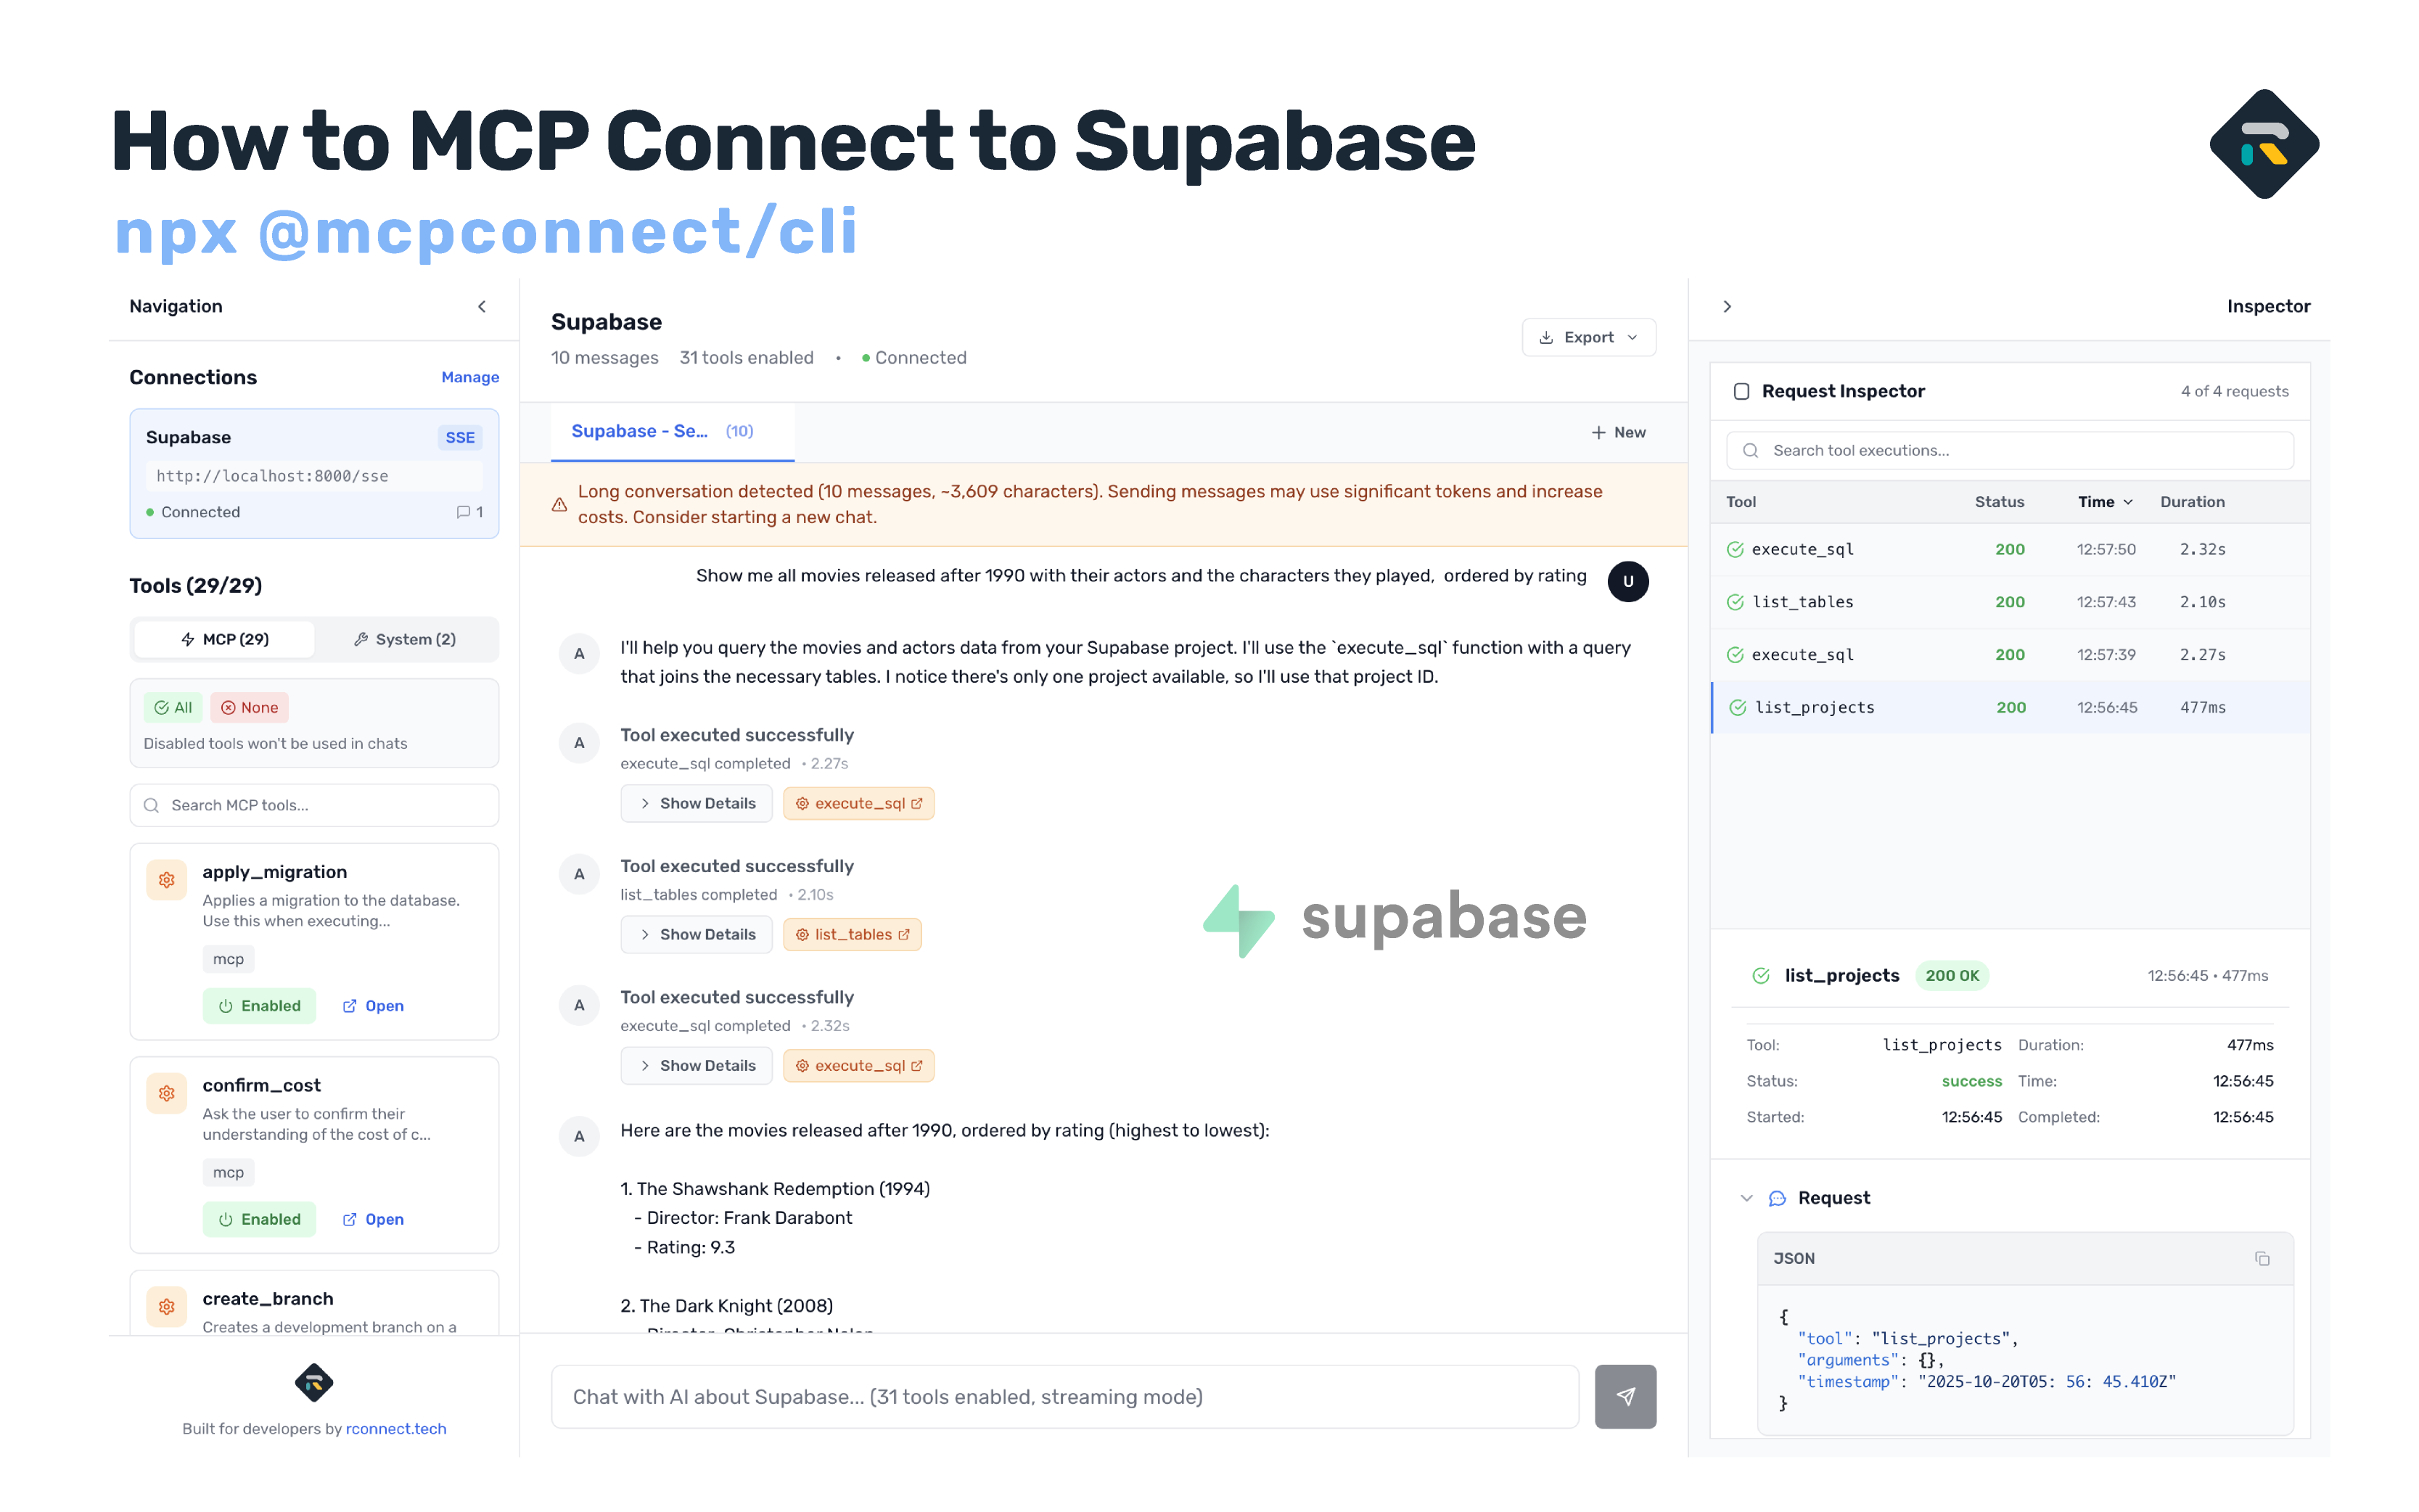 How to MCP Connect to Supabase
npx @mcpconnect/cli
Navigation
Connections
Manage
Supabase
SSE
http://localhost:8000/sse
Connected
1
Tools (29/29)
MCP (29)
System (2)
All
None
Disabled tools won't be used in chats
Search MCP tools...
apply_migration
Applies a migration to the database.
Use this when executing...
mcp
Enabled
Open
confirm_cost
Ask the user to confirm their
understanding of the cost of c...
mcp
Enabled
Open
create_branch
Creates a development branch on a
Built for developers by rconnect.tech
Supabase
10 messages 31 tools enabled • Connected
Export
Supabase - Se... (10)
New
Long conversation detected (10 messages, ~3,609 characters). Sending messages may use significant tokens and increase
costs. Consider starting a new chat.
Show me all movies released after 1990 with their actors and the characters they played, ordered by rating
U
A
I'll help you query the movies and actors data from your Supabase project. I'll use the `execute_sql` function with a query
that joins the necessary tables. I notice there's only one project available, so I'll use that project ID.
A
Tool executed successfully
execute_sql completed • 2.27s
Show Details
execute_sql
A
Tool executed successfully
list_tables completed • 2.10s
Show Details
list_tables
A
Tool executed successfully
execute_sql completed • 2.32s
Show Details
execute_sql
supabase
A
Here are the movies released after 1990, ordered by rating (highest to lowest):
1. The Shawshank Redemption (1994)
- Director: Frank Darabont
- Rating: 9.3
2. The Dark Knight (2008)
- Director: Christopher Nolan
Chat with AI about Supabase... (31 tools enabled, streaming mode)
Inspector
Request Inspector
4 of 4 requests
Search tool executions...
Tool Status Time Duration
execute_sql 200 12:57:50 2.32s
list_tables 200 12:57:43 2.10s
execute_sql 200 12:57:39 2.27s
list_projects 200 12:56:45 477ms
list_projects 200 OK 12:56:45 • 477ms
Tool: list_projects Duration: 477ms
Status: success Time: 12:56:45
Started: 12:56:45 Completed: 12:56:45
Request
JSON
{
"tool": "list_projects",
"arguments": {},
"timestamp": "2025-10-20T05: 56: 45.410Z"
}